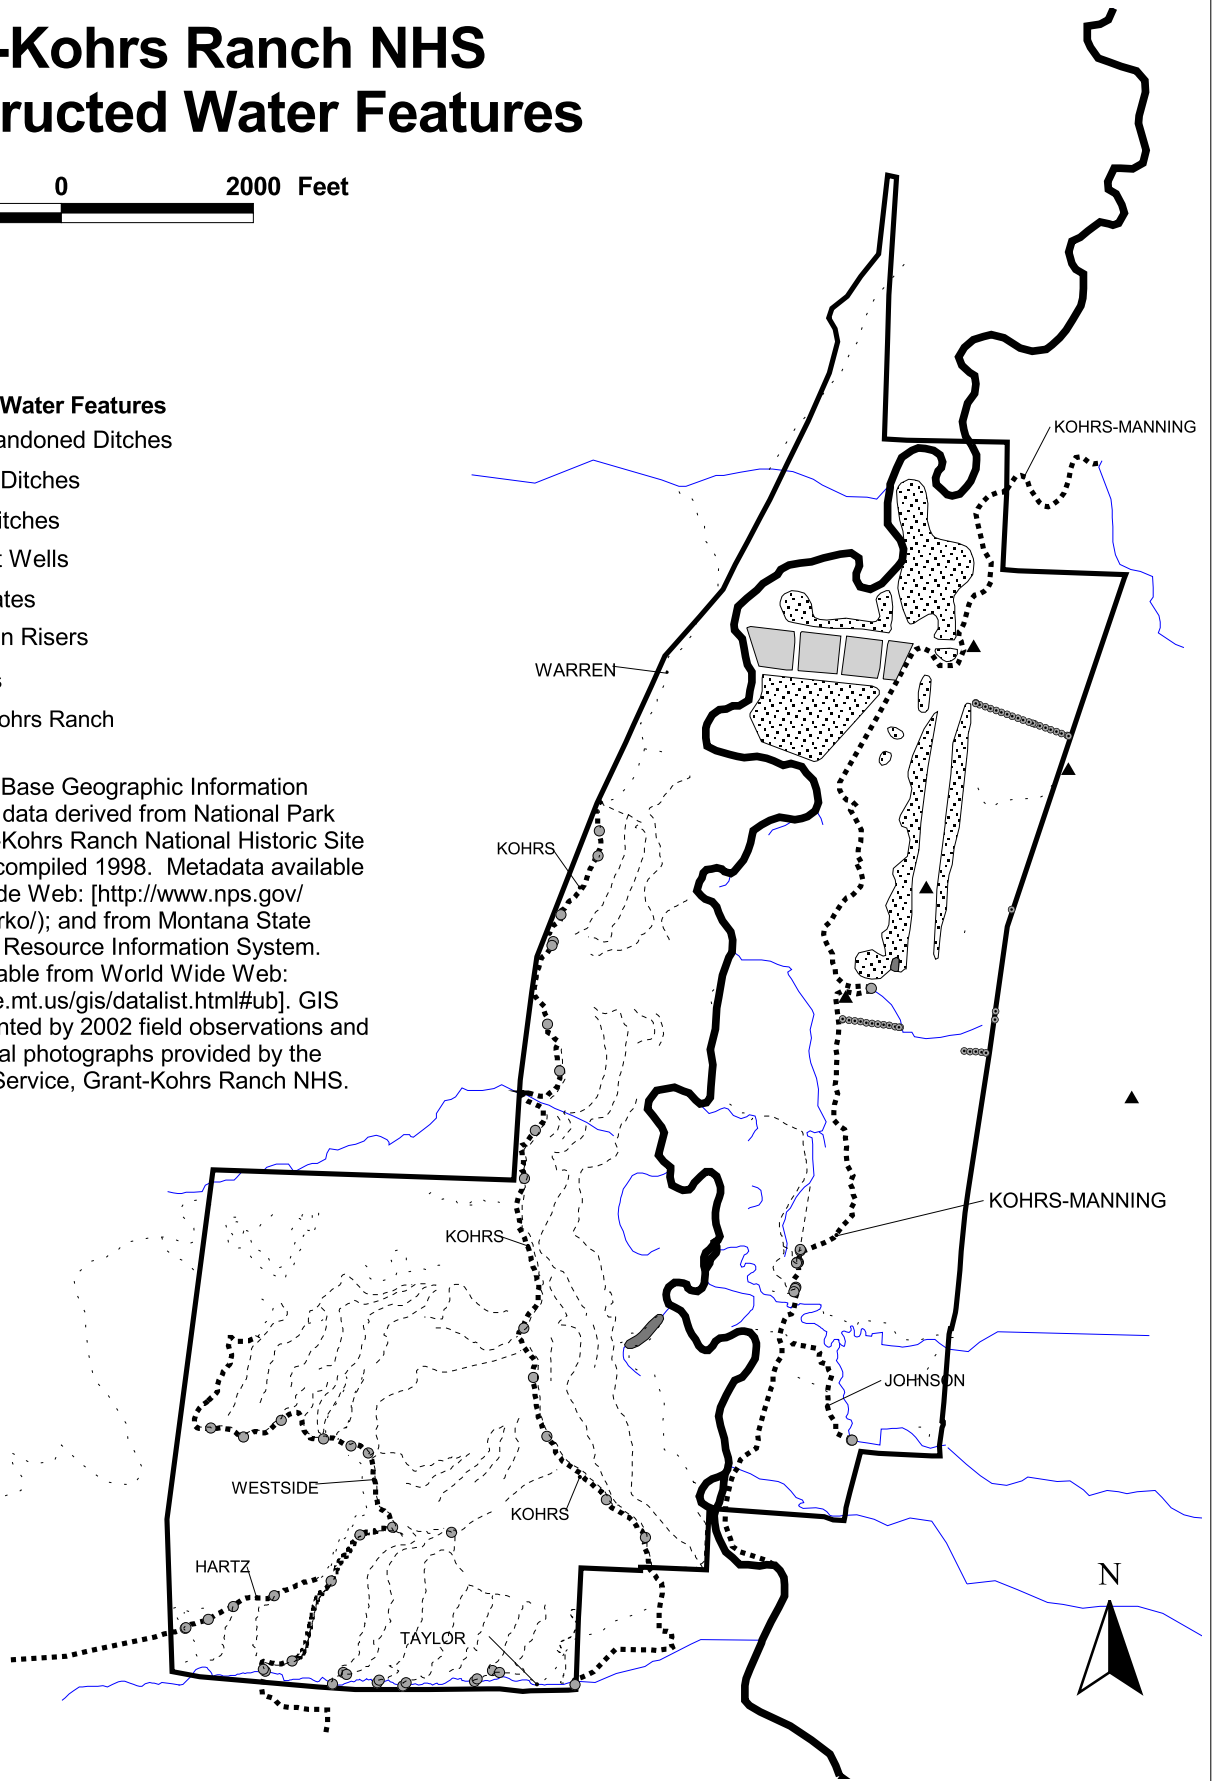 -Kohrs Ranch NHS
ructed Water Features
0 2000 Feet
Water Features
andoned Ditches
Ditches
itches
t Wells
ates
n Risers
s
ohrs Ranch
Base Geographic Information
data derived from National Park
-Kohrs Ranch National Historic Site
compiled 1998. Metadata available
de Web: [http://www.nps.gov/
rko/); and from Montana State
Resource Information System.
able from World Wide Web:
e.mt.us/gis/datalist.html#ub]. GIS
nted by 2002 field observations and
al photographs provided by the
Service, Grant-Kohrs Ranch NHS.
KOHRS-MANNING
WARREN
KOHRS
KOHRS-MANNING
KOHRS
JOHNSON
WESTSIDE
KOHRS
HARTZ
TAYLOR
N